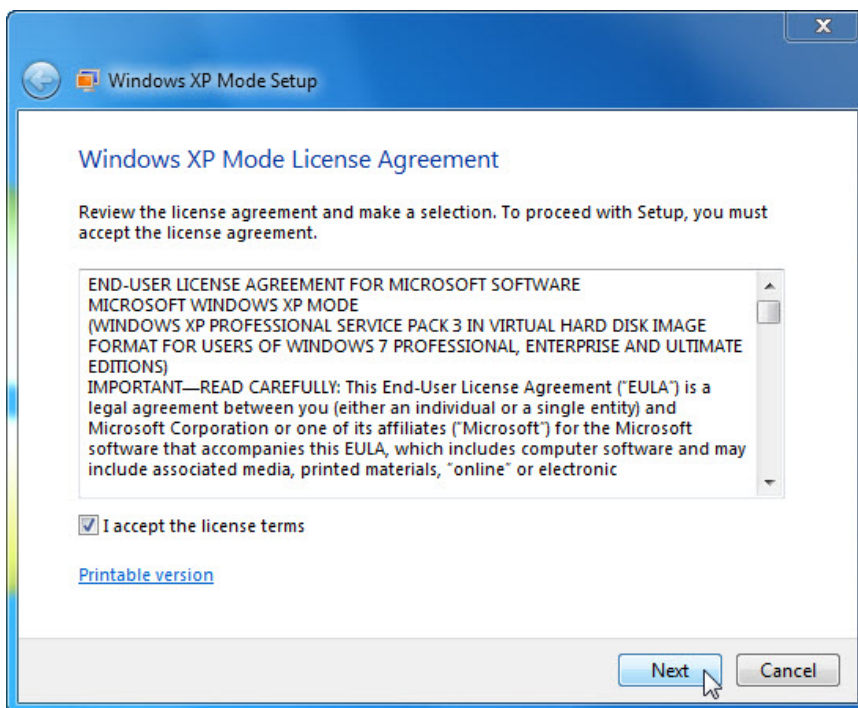 Windows XP Mode Setup
Windows XP Mode License Agreement
Review the license agreement and make a selection. To proceed with Setup, you must
accept the license agreement.
END-USER LICENSE AGREEMENT FOR MICROSOFT SOFTWARE
MICROSOFT WINDOWS XP MODE
(WINDOWS XP PROFESSIONAL SERVICE PACK 3 IN VIRTUAL HARD DISK IMAGE
FORMAT FOR USERS OF WINDOWS 7 PROFESSIONAL, ENTERPRISE AND ULTIMATE
EDITIONS)
IMPORTANT—READ CAREFULLY: This End-User License Agreement (“EULA”) is a
legal agreement between you (either an individual or a single entity) and
Microsoft Corporation or one of its affiliates (“Microsoft”) for the Microsoft
software that accompanies this EULA, which includes computer software and may
include associated media, printed materials, “online” or electronic
I accept the license terms
Printable version
Next
Cancel